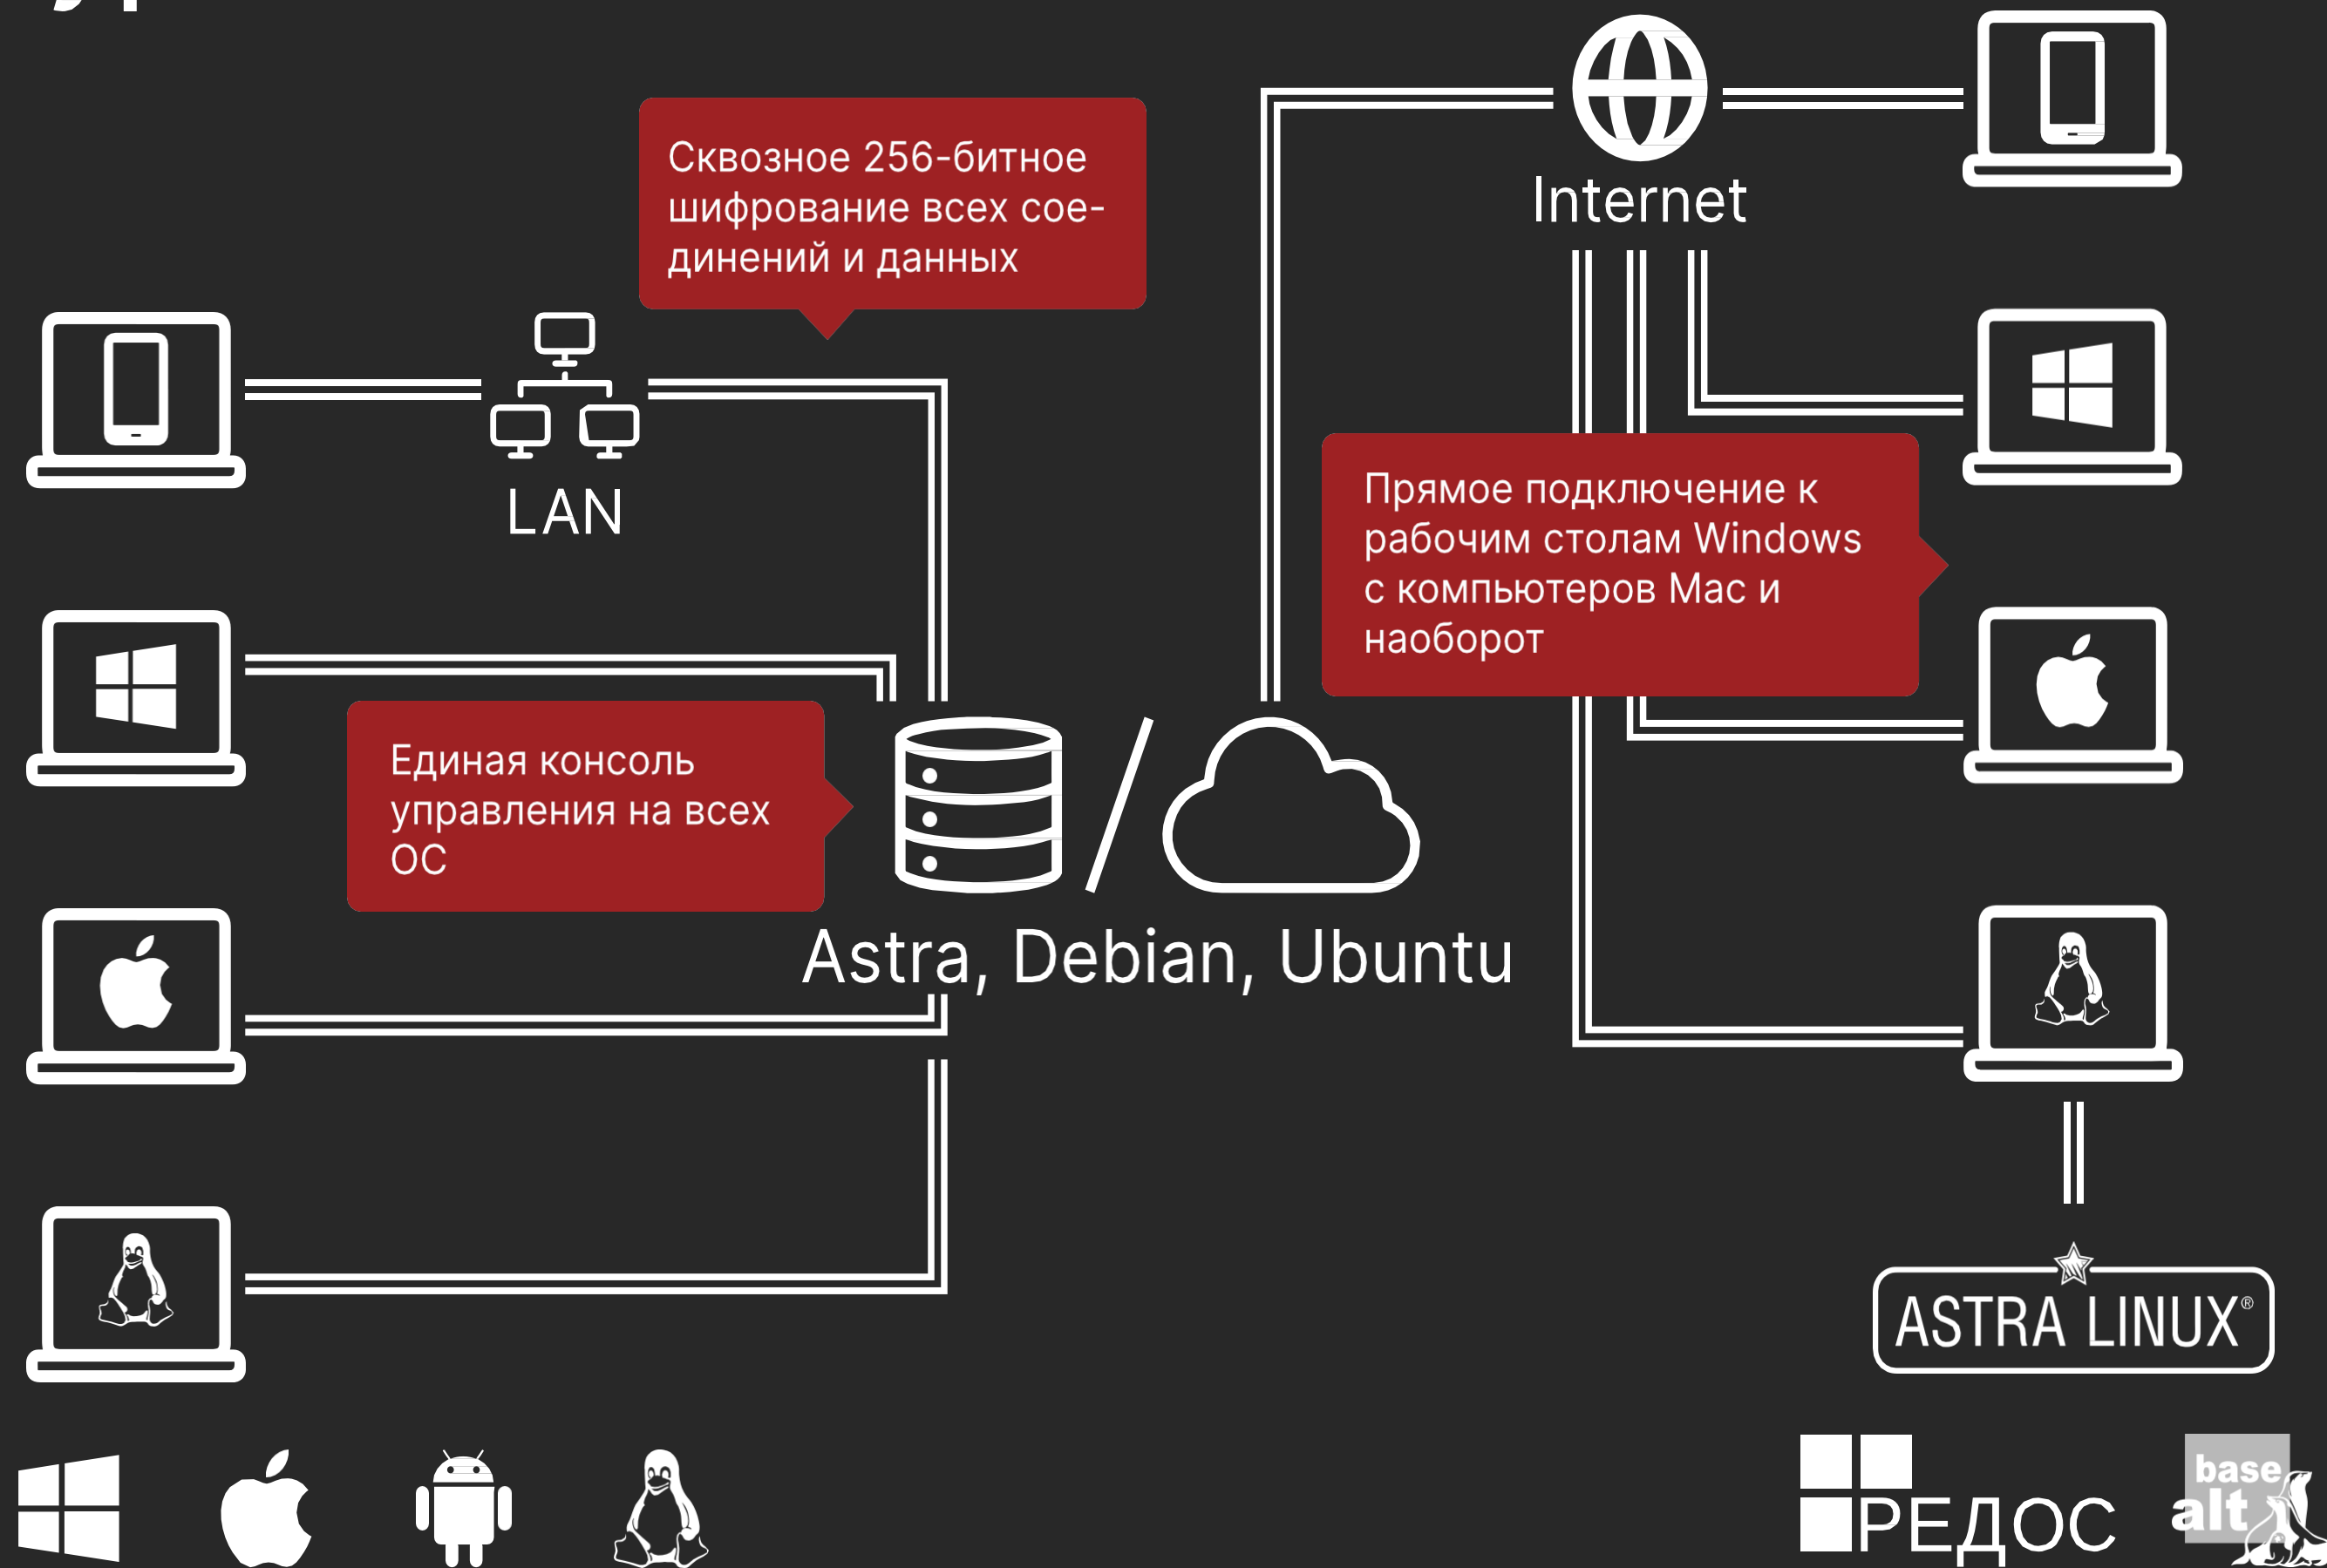 Сквозное 256-битное
шифрование всех сое-
динений и данных
Internet
LAN
Прямое подключение к
рабочим столам Windows
с компьютеров Mac и
наоборот
Единая консоль
управления на всех
ОС
Astra, Debian, Ubuntu
ASTRA LINUX®
РЕДОС
base
alt